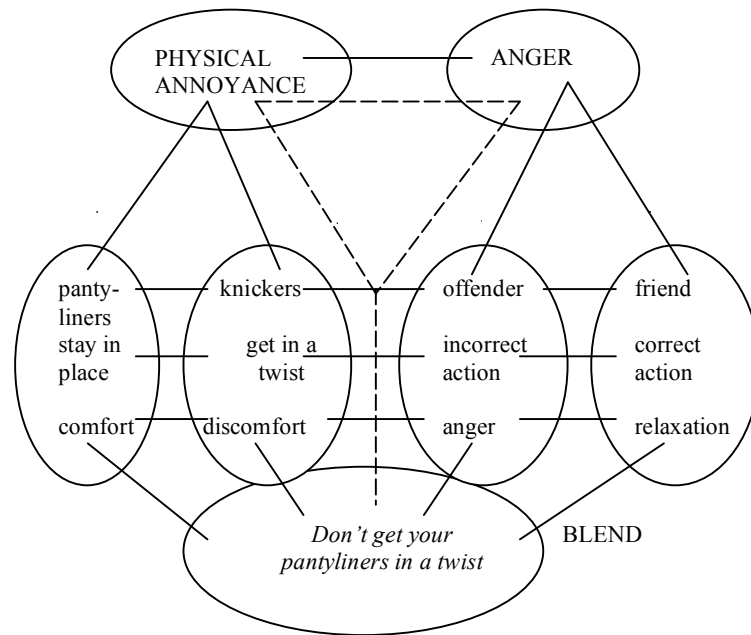 PHYSICAL
ANNOYANCE
ANGER
panty-
liners
stay in
place
comfort
knickers
get in a
twist
discomfort
offender
incorrect
action
anger
friend
correct
action
relaxation
Don't get your
pantyliners in a twist
BLEND